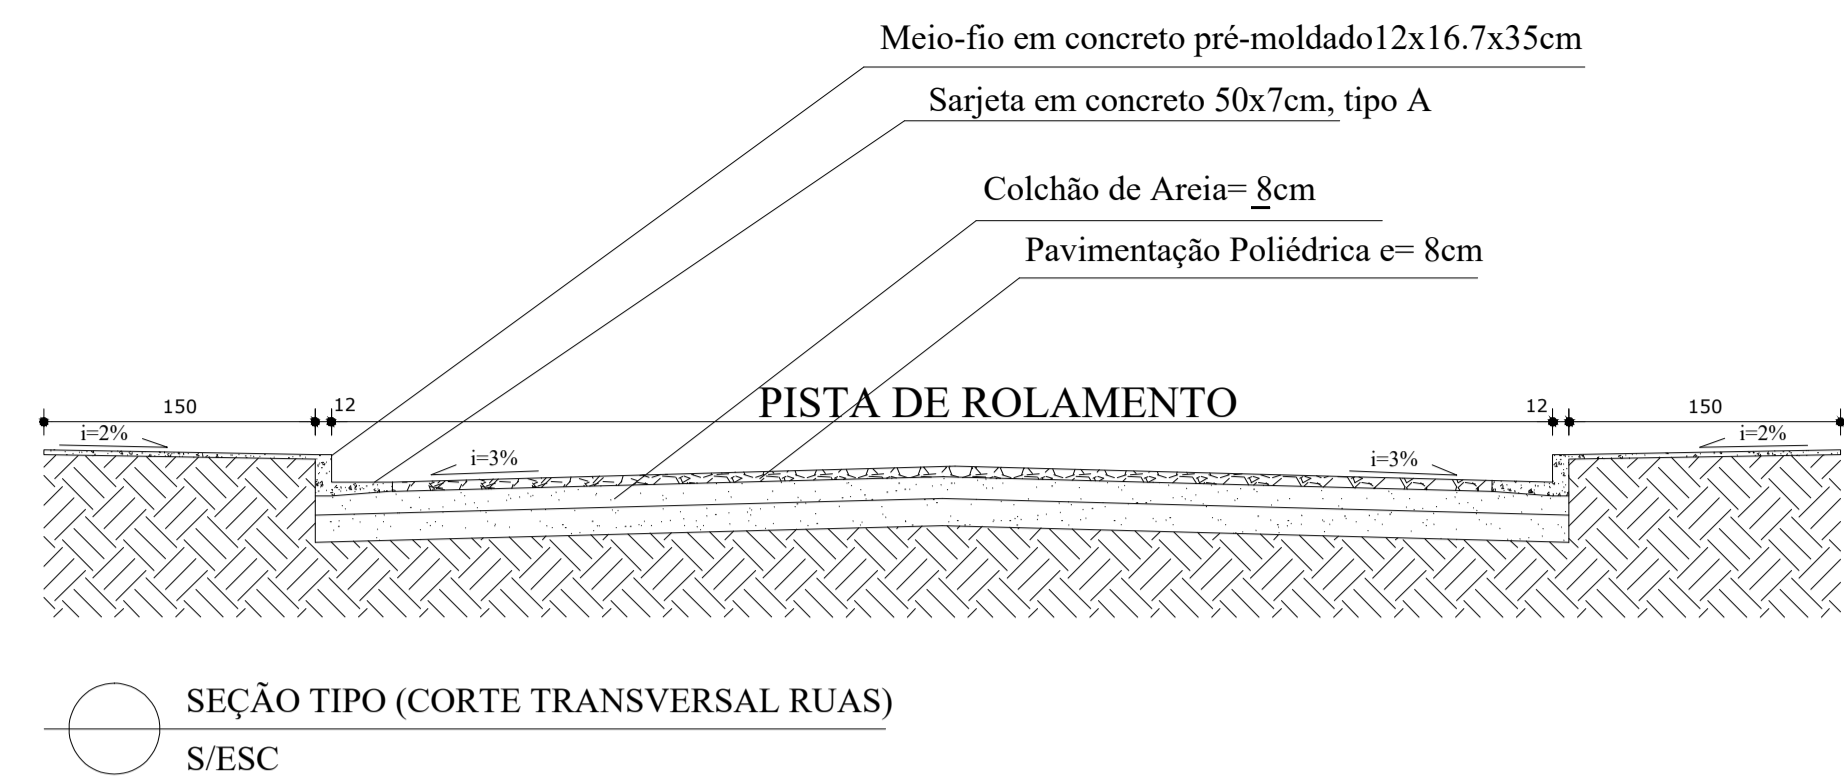 Meio-fio em concreto pré-moldado12x16.7x35cm
Sarjeta em concreto 50x7cm, tipo A
Colchão de Areia= 8cm
Pavimentação Poliédrica e= 8cm
PISTA DE ROLAMENTO
150
12
12
150
i=2%
i=3%
i=3%
i=2%
SEÇÃO TIPO (CORTE TRANSVERSAL RUAS)
S/ESC